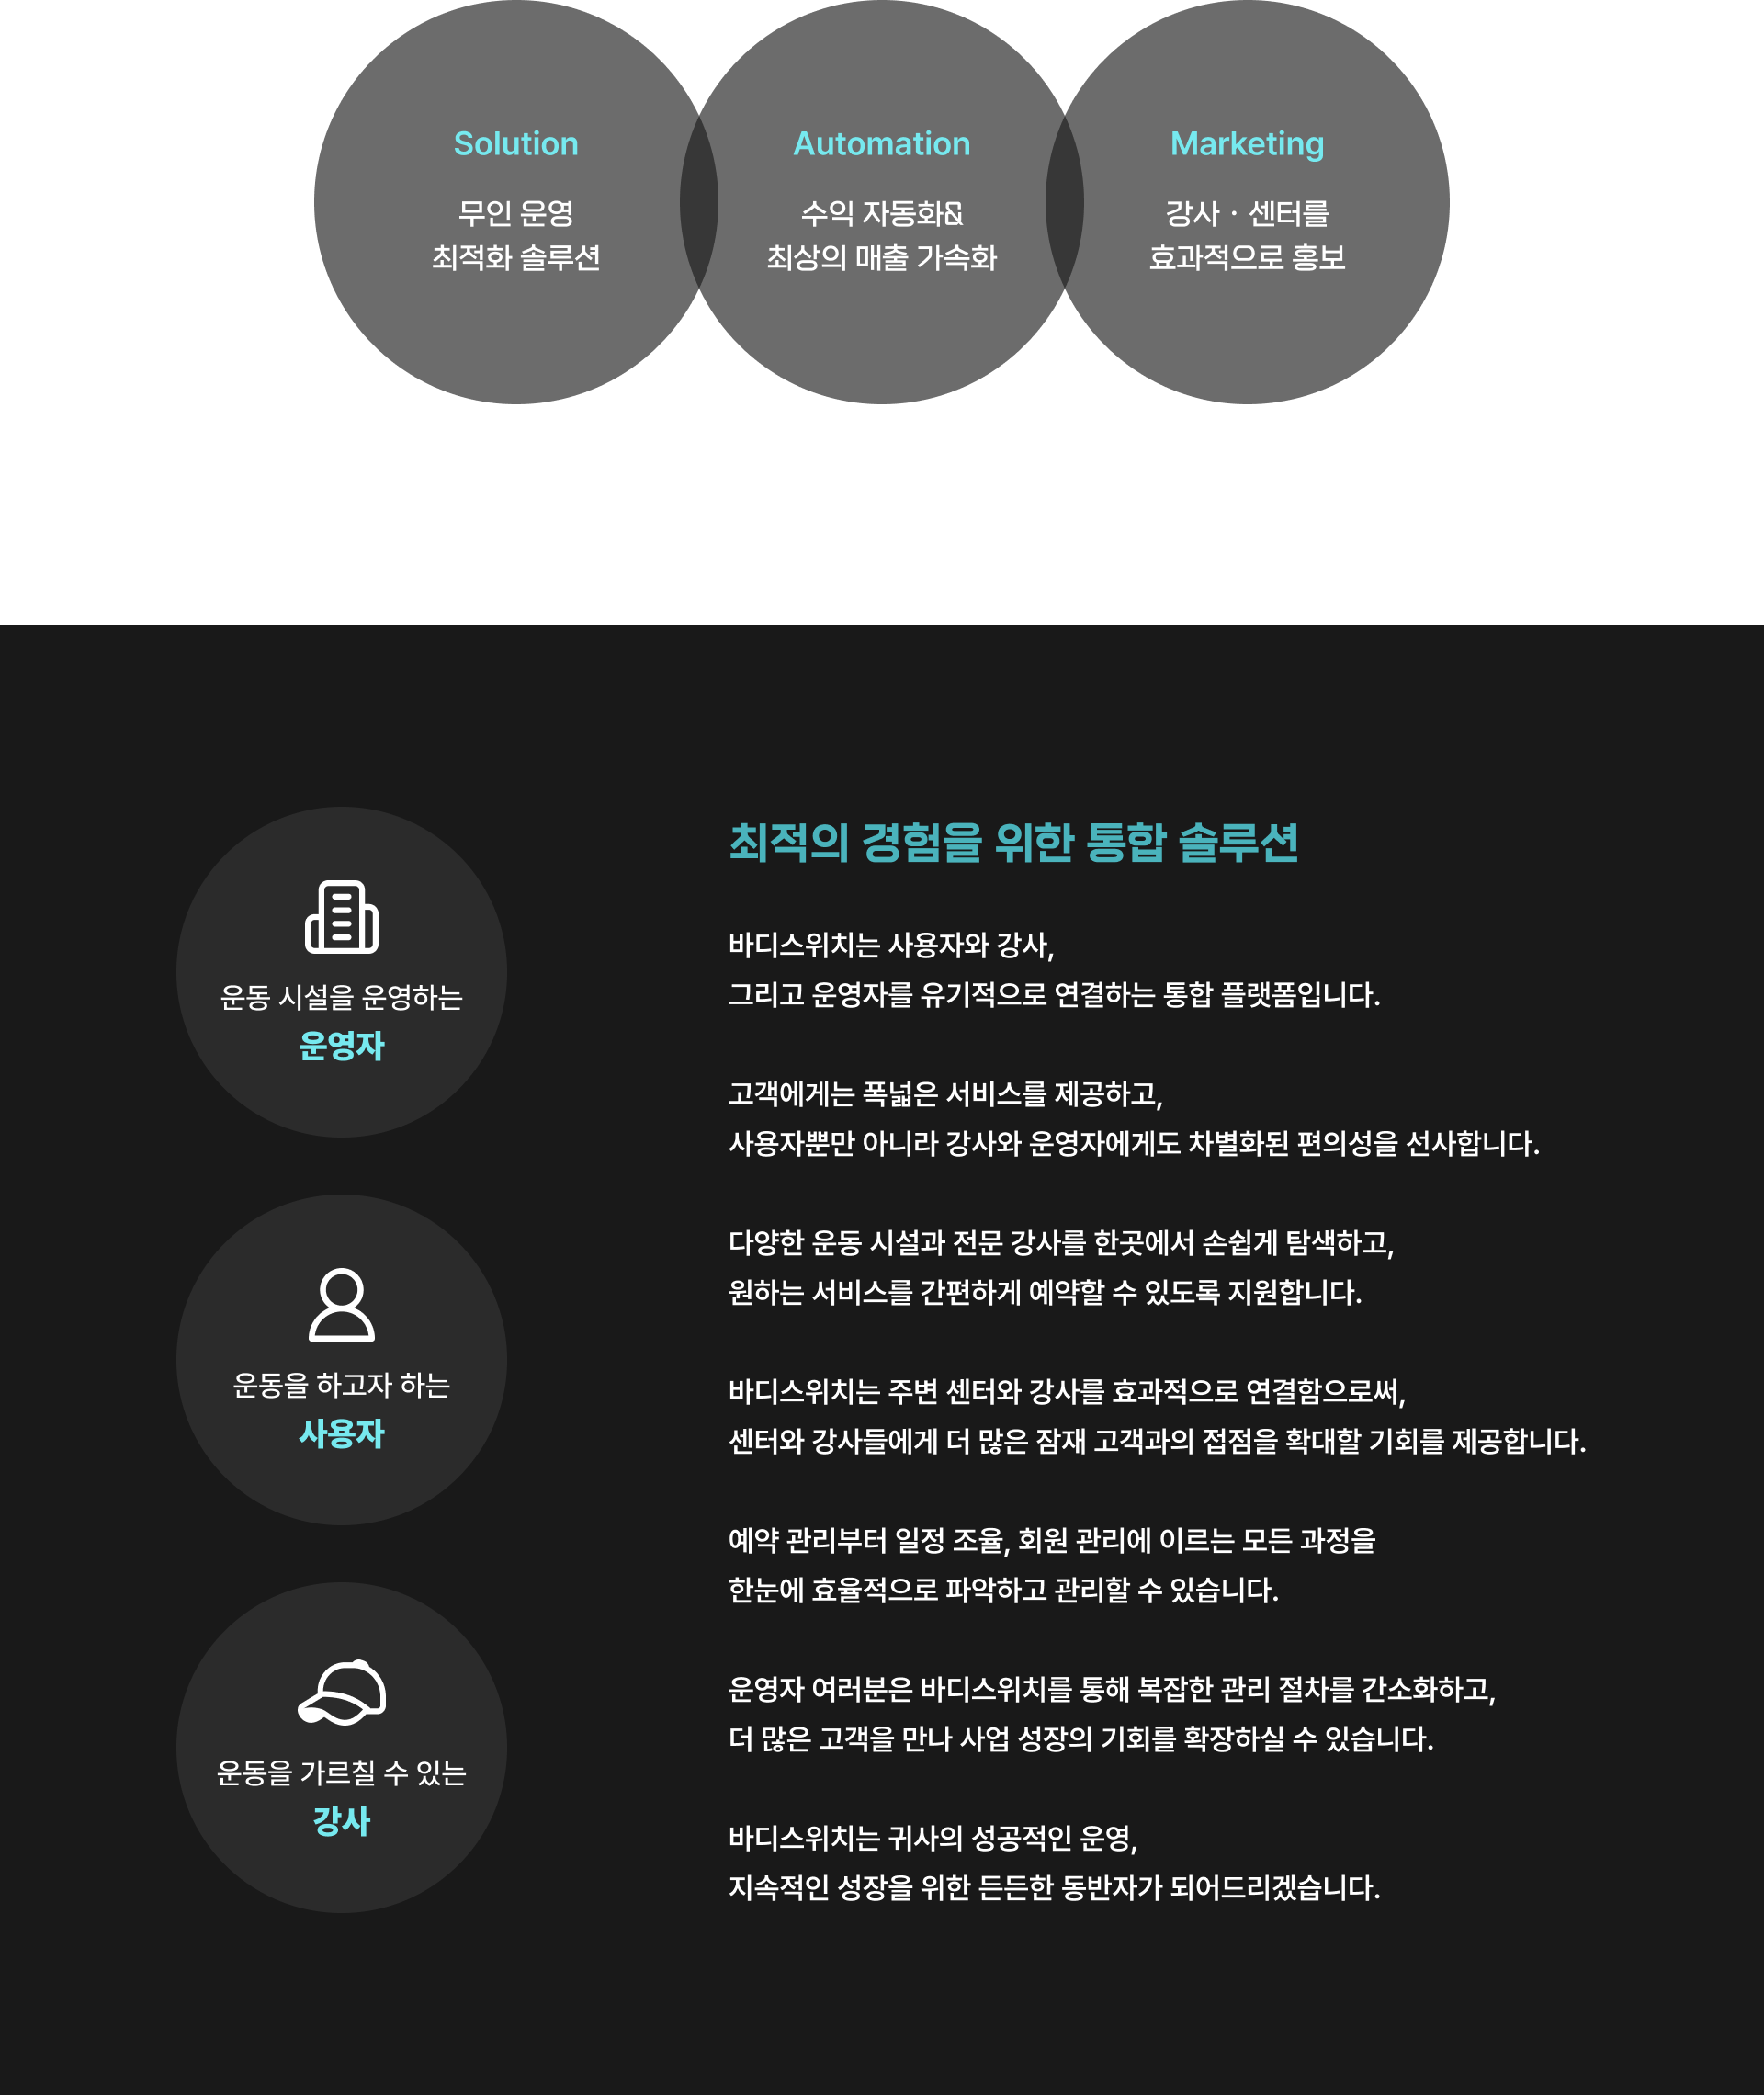 Solution
무인 운영
최적화 솔루션
Automation
수익 자동화&
최상의 매출 가속화
Marketing
강사 · 센터를
효과적으로 홍보
운동 시설을 운영하는
운영자
운동을 하고자 하는
사용자
운동을 가르칠 수 있는
강사
최적의 경험을 위한 통합 솔루션
바디스위치는 사용자와 강사,
그리고 운영자를 유기적으로 연결하는 통합 플랫폼입니다.
고객에게는 폭넓은 서비스를 제공하고,
사용자뿐만 아니라 강사와 운영자에게도 차별화된 편의성을 선사합니다.
다양한 운동 시설과 전문 강사를 한곳에서 손쉽게 탐색하고,
원하는 서비스를 간편하게 예약할 수 있도록 지원합니다.
바디스위치는 주변 센터와 강사를 효과적으로 연결함으로써,
센터와 강사들에게 더 많은 잠재 고객과의 접점을 확대할 기회를 제공합니다.
예약 관리부터 일정 조율, 회원 관리에 이르는 모든 과정을
한눈에 효율적으로 파악하고 관리할 수 있습니다.
운영자 여러분은 바디스위치를 통해 복잡한 관리 절차를 간소화하고,
더 많은 고객을 만나 사업 성장의 기회를 확장하실 수 있습니다.
바디스위치는 귀사의 성공적인 운영,
지속적인 성장을 위한 든든한 동반자가 되어드리겠습니다.